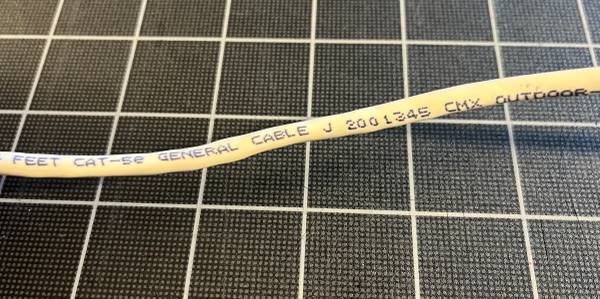 FEET CAT-5e GENERAL CABLE J 2001345 CMX OUTDOOR-